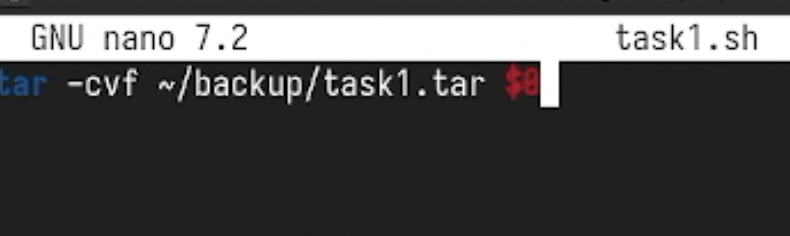 GNU nano 7.2 task1.sh
tar -cvf ~/backup/task1.tar $0